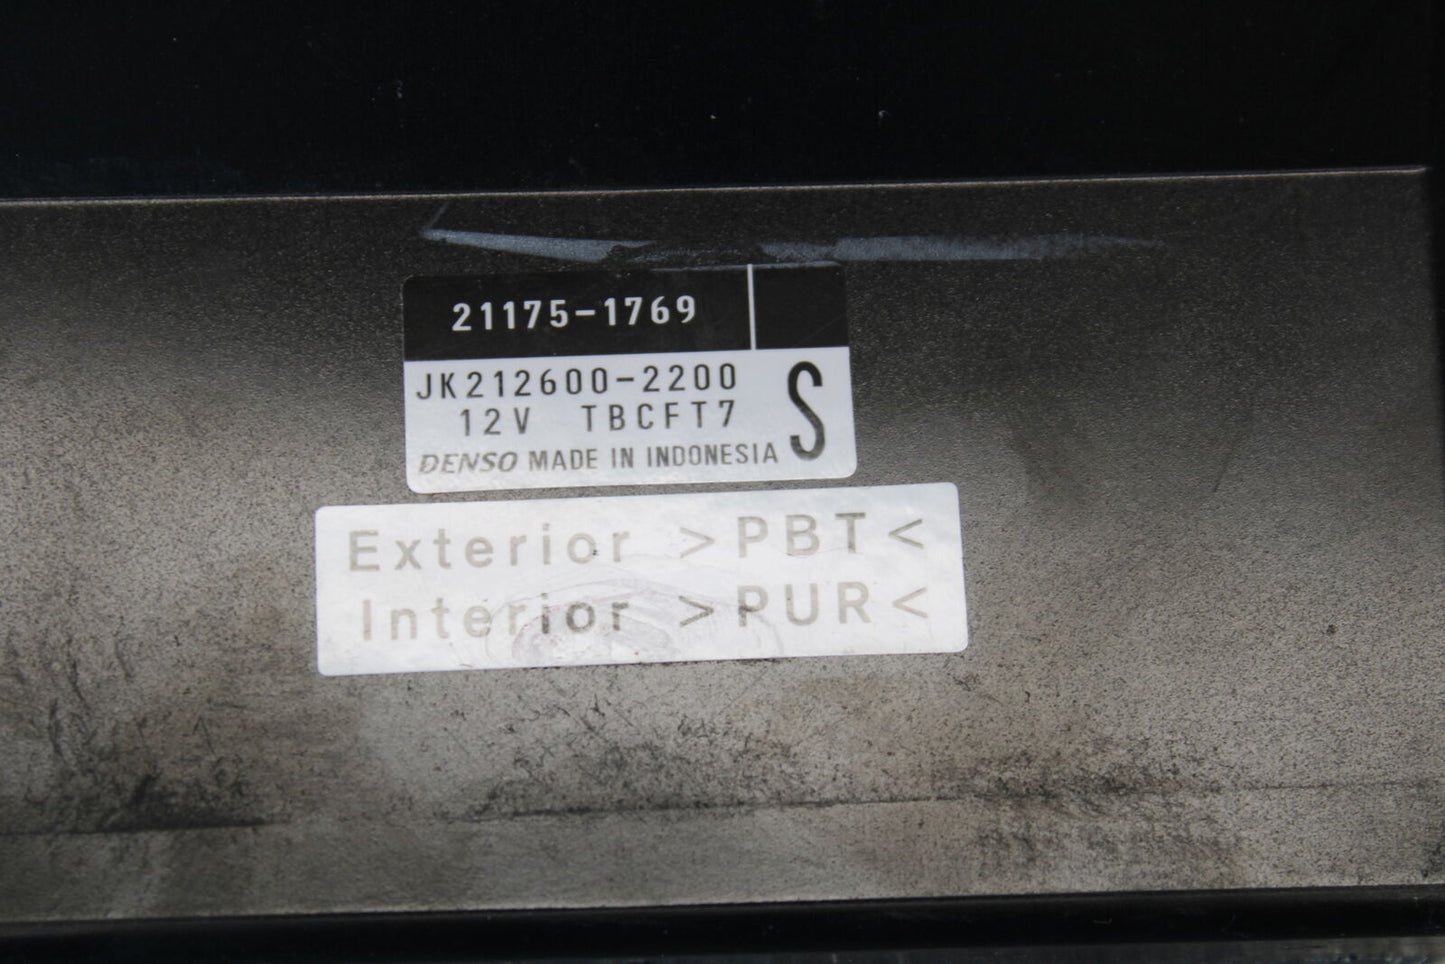 21175-1769
JK212600-2200
12V TBCFT7
S
DENSO MADE IN INDONESIA
Exterior >PBT<
Interior >PUR<